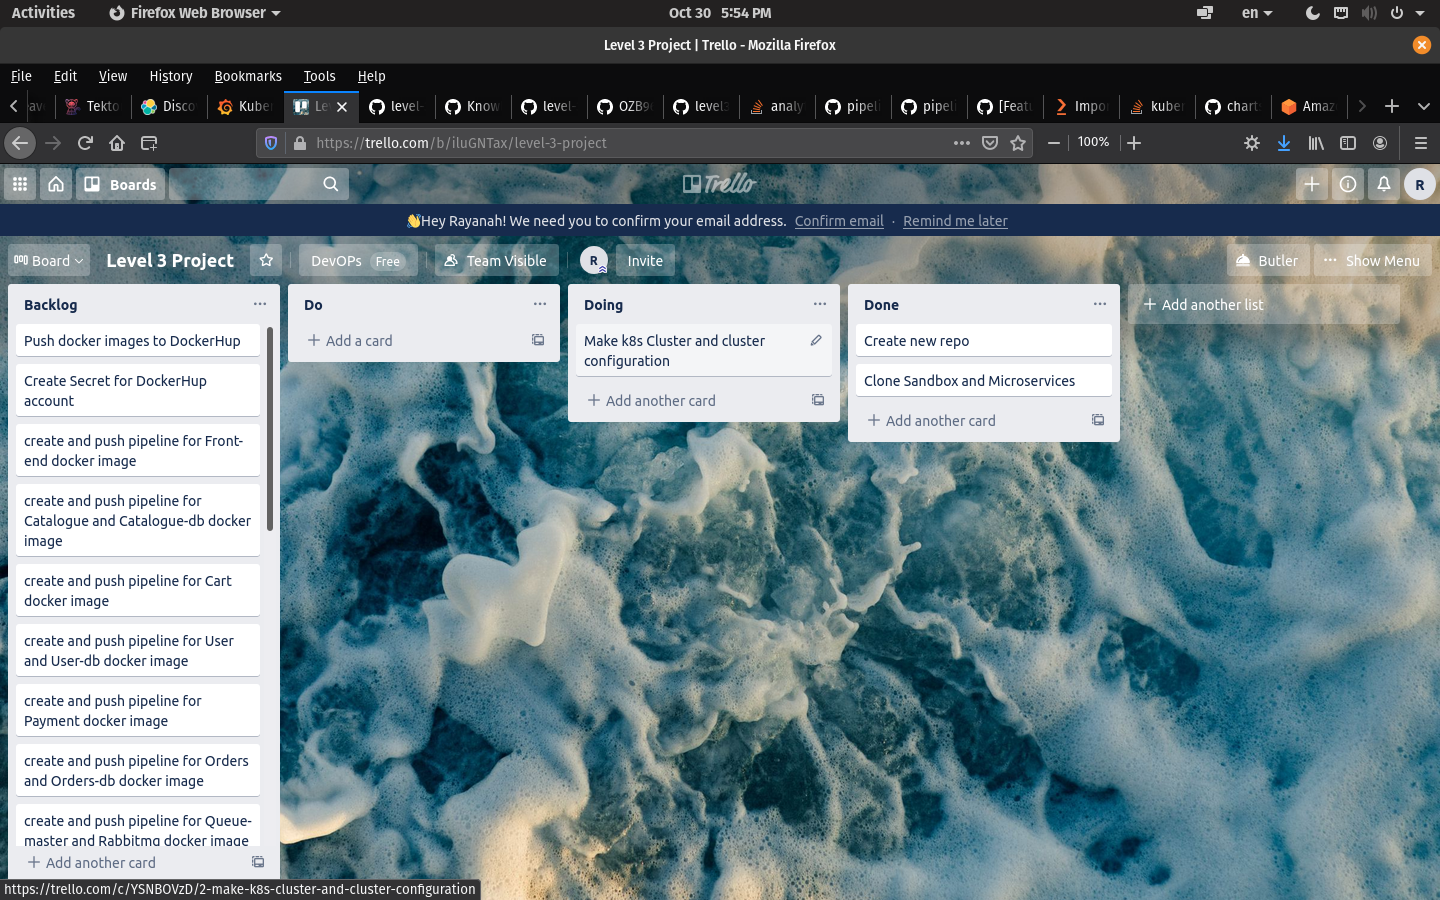 Activities
Firefox Web Browser
Oct 30 5:54 PM
en
Level 3 Project | Trello - Mozilla Firefox
File Edit View History Bookmarks Tools Help
Tekto
Disco
Kuber
level-
Know
level-
level3
analy
pipeli
pipeli
[Feat
Impor
kuber
chart
Amaz
https://trello.com/b/iluGNTax/level-3-project
100%
Boards
Trello
R
👋Hey Rayanah! We need you to confirm your email address. Confirm email · Remind me later
Board
Level 3 Project
DevOPs Free
Team Visible
R
Invite
Butler
Show Menu
Backlog
Push docker images to DockerHup
Create Secret for DockerHup
account
create and push pipeline for Front-
end docker image
create and push pipeline for
Catalogue and Catalogue-db docker
image
create and push pipeline for Cart
docker image
create and push pipeline for User
and User-db docker image
create and push pipeline for
Payment docker image
create and push pipeline for Orders
and Orders-db docker image
create and push pipeline for Queue-
master and Rabbitmq docker image
Add another card
Do
Add a card
Doing
Make k8s Cluster and cluster
configuration
Add another card
Done
Create new repo
Clone Sandbox and Microservices
Add another card
Add another list
https://trello.com/c/YSNBOVzD/2-make-k8s-cluster-and-cluster-configuration